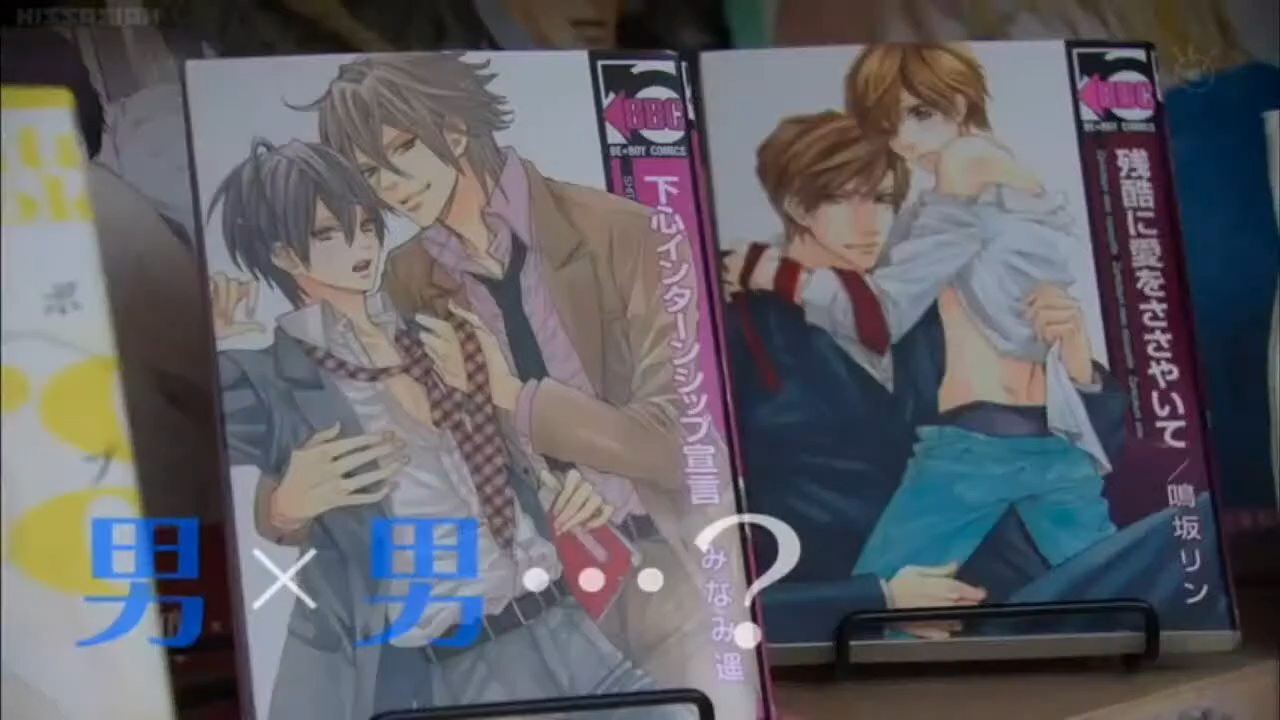 HISSAXION
BBC
BE×BOY COMICS
下心インターンシップ宣言
みなみ遥
BBC
BE×BOY COMICS
残酷に愛をささやいて／鳴坂リン
男×男…?